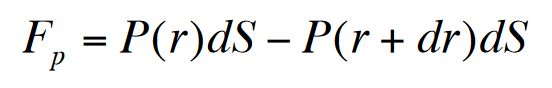 F_p = P(r)dS − P(r + dr)dS